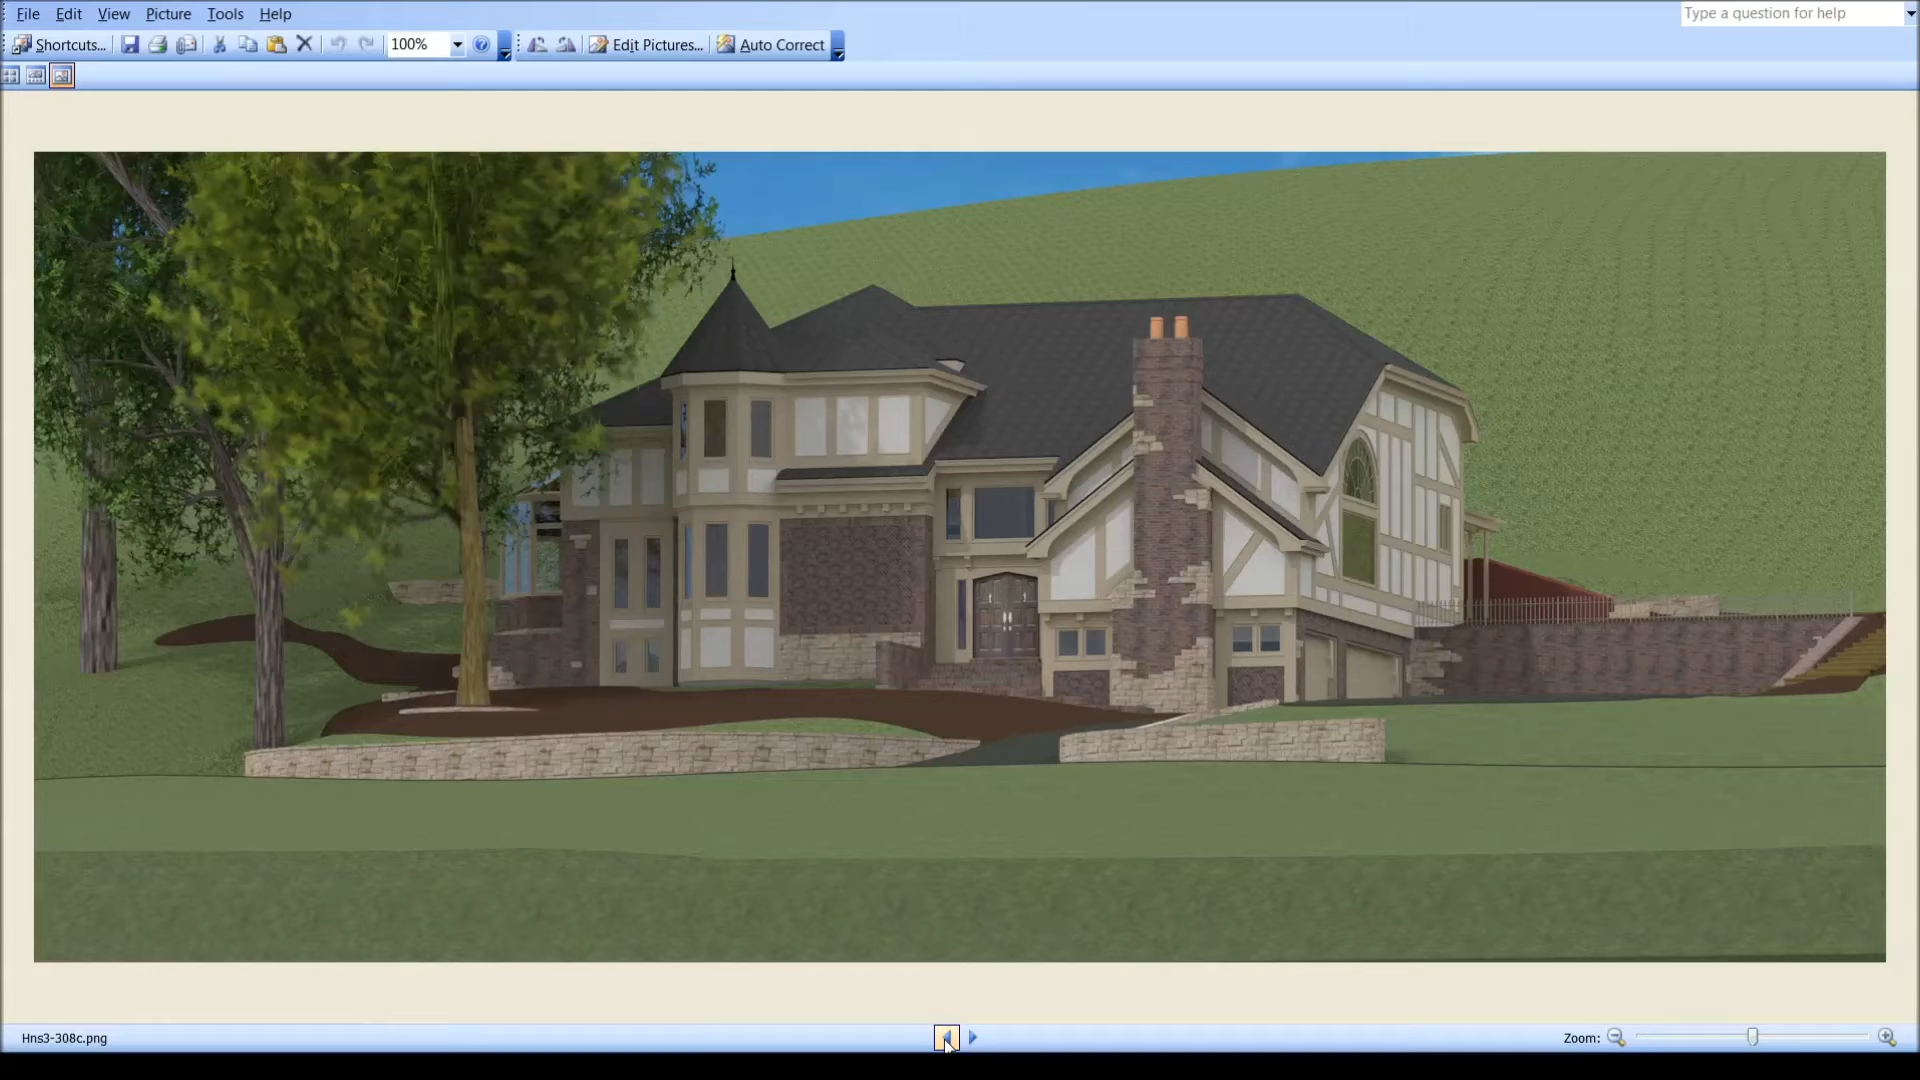 File Edit View Picture Tools Help Type a question for help
Shortcuts... 100% Edit Pictures... Auto Correct
Hns3-308c.png Zoom: